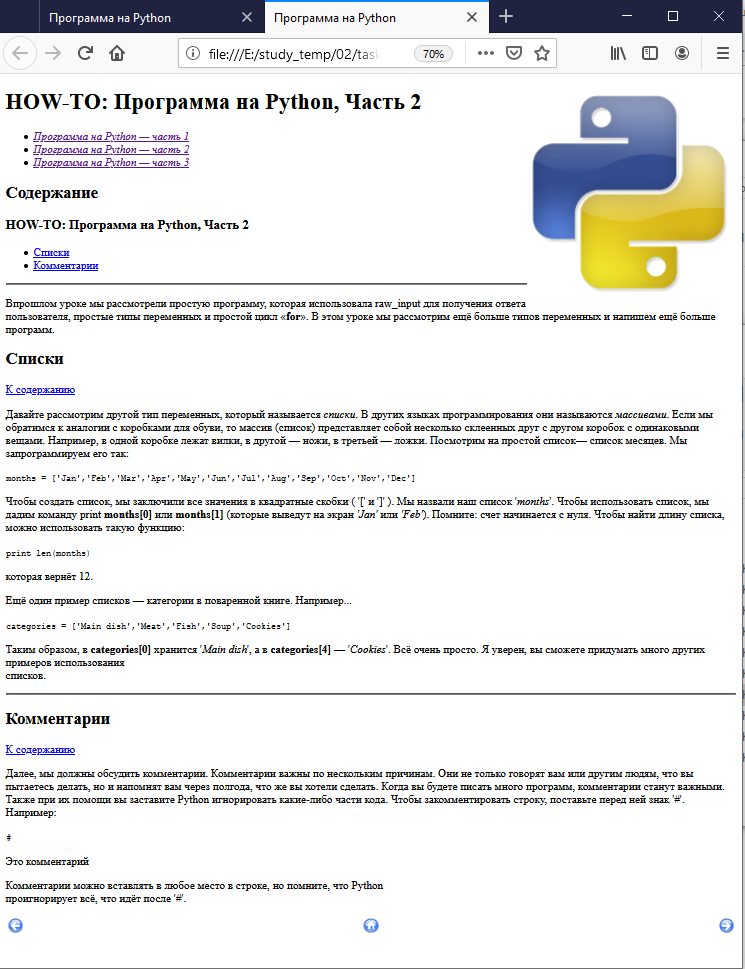 Программа на Python
Программа на Python
file:///E:/study_temp/02/task
70%
HOW-TO: Программа на Python, Часть 2
Программа на Python — часть 1
Программа на Python — часть 2
Программа на Python — часть 3
Содержание
HOW-TO: Программа на Python, Часть 2
Списки
Комментарии
Впрошлом уроке мы рассмотрели простую программу, которая использовала raw_input для получения ответа
пользователя, простые типы переменных и простой цикл «for». В этом уроке мы рассмотрим ещё больше типов переменных и напишем ещё больше
программ.
Списки
К содержанию
Давайте рассмотрим другой тип переменных, который называется списки. В других языках программирования они называются массивами. Если мы
обратимся к аналогии с коробками для обуви, то массив (список) представляет собой несколько склеенных друг с другом коробок с одинаковыми
вещами. Например, в одной коробке лежат вилки, в другой — ножи, в третьей — ложки. Посмотрим на простой список— список месяцев. Мы
запрограммируем его так:
months = ['Jan','Feb','Mar','Apr','May','Jun','Jul','Aug','Sep','Oct','Nov','Dec']
Чтобы создать список, мы заключили все значения в квадратные скобки ( '[' и ']' ). Мы назвали наш список 'months'. Чтобы использовать список, мы
дадим команду print months[0] или months[1] (которые выведут на экран 'Jan' или 'Feb'). Помните: счет начинается с нуля. Чтобы найти длину списка,
можно использовать такую функцию:
print len(months)
которая вернёт 12.
Ещё один пример списков — категории в поваренной книге. Например...
categories = ['Main dish','Meat','Fish','Soup','Cookies']
Таким образом, в categories[0] хранится 'Main dish', а в categories[4] — 'Cookies'. Всё очень просто. Я уверен, вы сможете придумать много других
примеров использования
списков.
Комментарии
К содержанию
Далее, мы должны обсудить комментарии. Комментарии важны по нескольким причинам. Они не только говорят вам или другим людям, что вы
пытаетесь делать, но и напомнят вам через полгода, что же вы хотели сделать. Когда вы будете писать много программ, комментарии станут важными.
Также при их помощи вы заставите Python игнорировать какие-либо части кода. Чтобы закомментировать строку, поставьте перед ней знак '#'.
Например:
#
Это комментарий
Комментарии можно вставлять в любое место в строке, но помните, что Python
проигнорирует всё, что идёт после '#'.